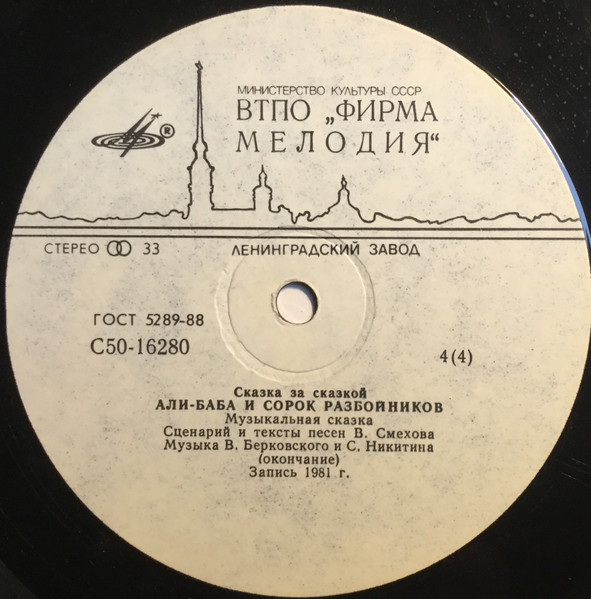 МИНИСТЕРСТВО КУЛЬТУРЫ СССР
ВТПО „ФИРМА
МЕЛОДИЯ“
®
СТЕРЕО 33 ЛЕНИНГРАДСКИЙ ЗАВОД
ГОСТ 5289-88
С50-16280
4(4)
Сказка за сказкой
АЛИ-БАБА И СОРОК РАЗБОЙНИКОВ
Музыкальная сказка
Сценарий и тексты песен В. Смехова
Музыка В. Берковского и С. Никитина
(окончание)
Запись 1981 г.